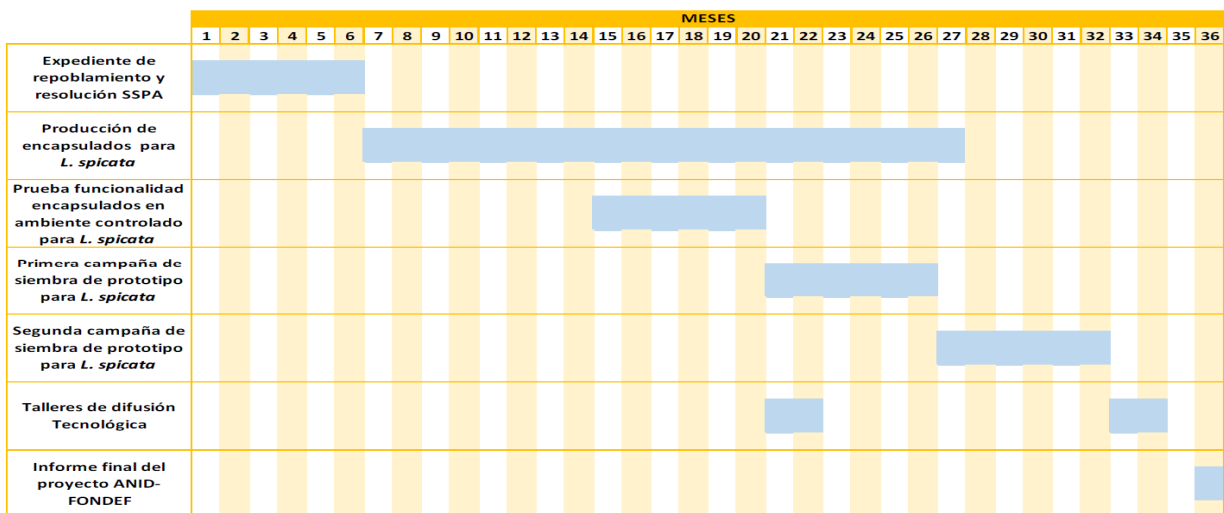 MESES
1 2 3 4 5 6 7 8 9 10 11 12 13 14 15 16 17 18 19 20 21 22 23 24 25 26 27 28 29 30 31 32 33 34 35 36
Expediente de
repoblamiento y
resolución SSPA
Producción de
encapsulados para
L. spicata
Prueba funcionalidad
encapsulados en
ambiente controlado
para L. spicata
Primera campaña de
siembra de prototipo
para L. spicata
Segunda campaña de
siembra de prototipo
para L. spicata
Talleres de difusión
Tecnológica
Informe final del
proyecto ANID-
FONDEF